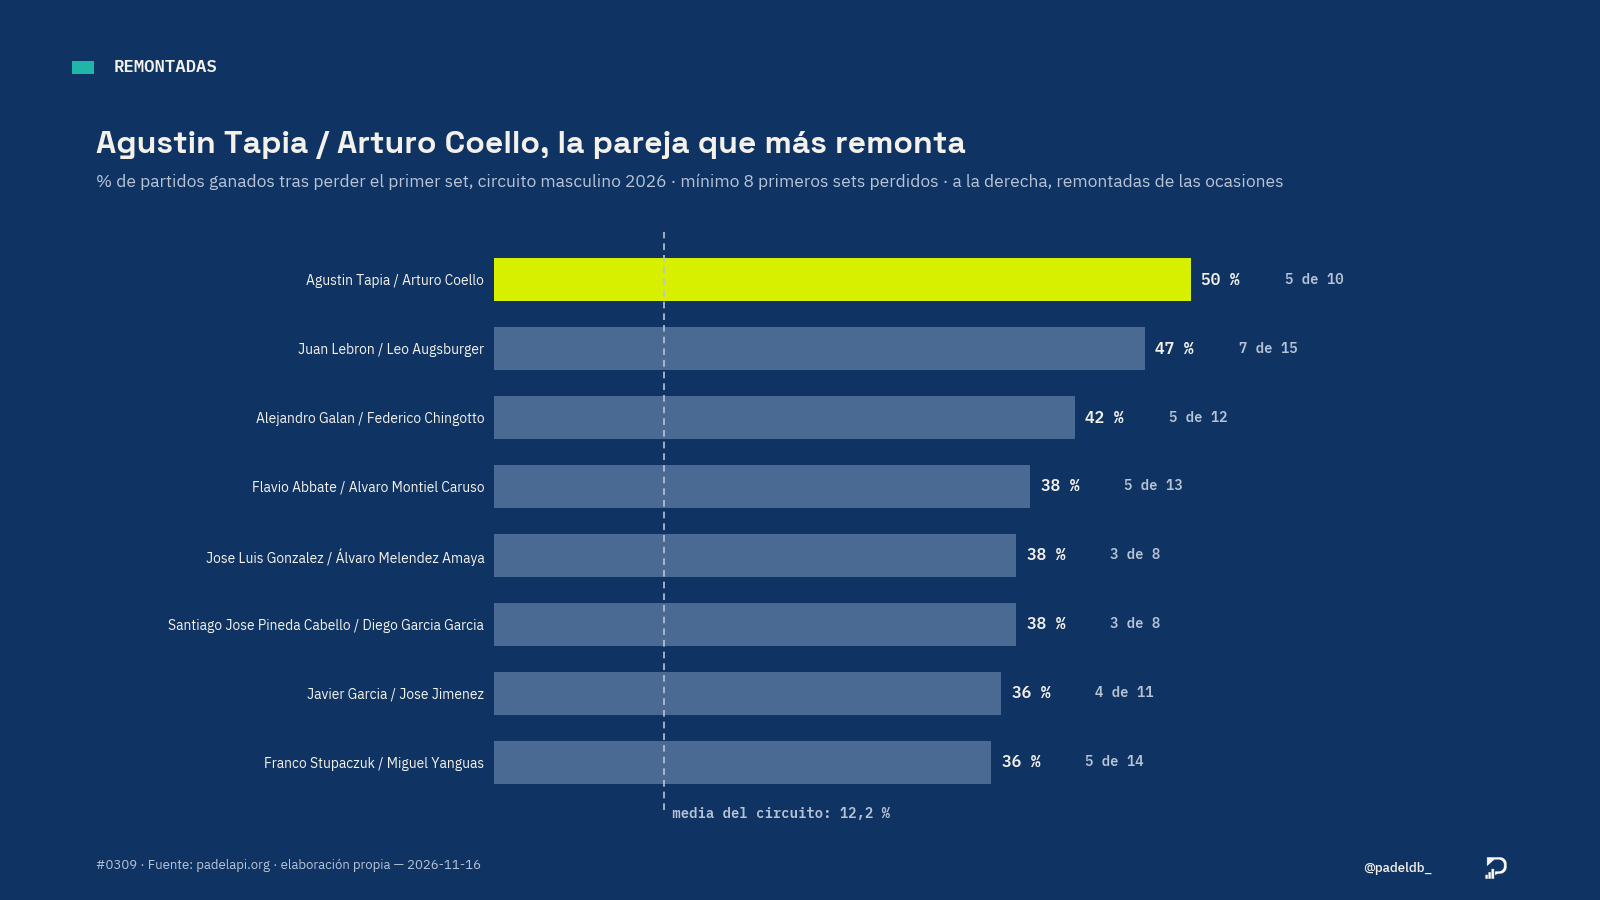 REMONTADAS
Agustin Tapia / Arturo Coello, la pareja que más remonta
% de partidos ganados tras perder el primer set, circuito masculino 2026 · mínimo 8 primeros sets perdidos · a la derecha, remontadas de las ocasiones
Agustin Tapia / Arturo Coello 50 % 5 de 10
Juan Lebron / Leo Augsburger 47 % 7 de 15
Alejandro Galan / Federico Chingotto 42 % 5 de 12
Flavio Abbate / Alvaro Montiel Caruso 38 % 5 de 13
Jose Luis Gonzalez / Álvaro Melendez Amaya 38 % 3 de 8
Santiago Jose Pineda Cabello / Diego Garcia Garcia 38 % 3 de 8
Javier Garcia / Jose Jimenez 36 % 4 de 11
Franco Stupaczuk / Miguel Yanguas 36 % 5 de 14
media del circuito: 12,2 %
#0309 · Fuente: padelapi.org · elaboración propia — 2026-11-16
@padeldb_